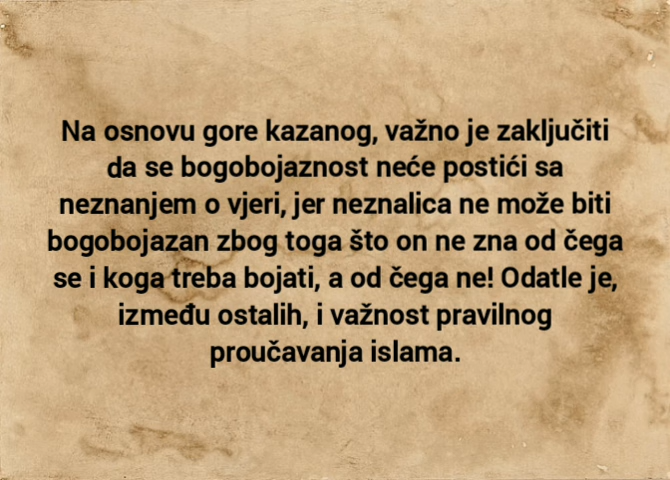 Na osnovu gore kazanog, važno je zaključiti
da se bogobojaznost neće postići sa
neznanjem o vjeri, jer neznalica ne može biti
bogobojazan zbog toga što on ne zna od čega
se i koga treba bojati, a od čega ne! Odatle je,
između ostalih, i važnost pravilnog
proučavanja islama.